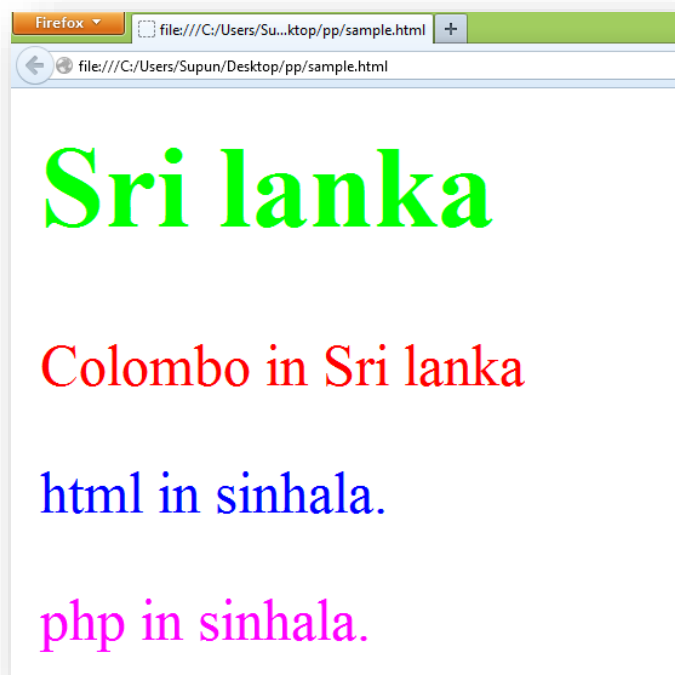 Firefox
file:///C:/Users/Su...ktop/pp/sample.html
file:///C:/Users/Supun/Desktop/pp/sample.html
Sri lanka
Colombo in Sri lanka
html in sinhala.
php in sinhala.